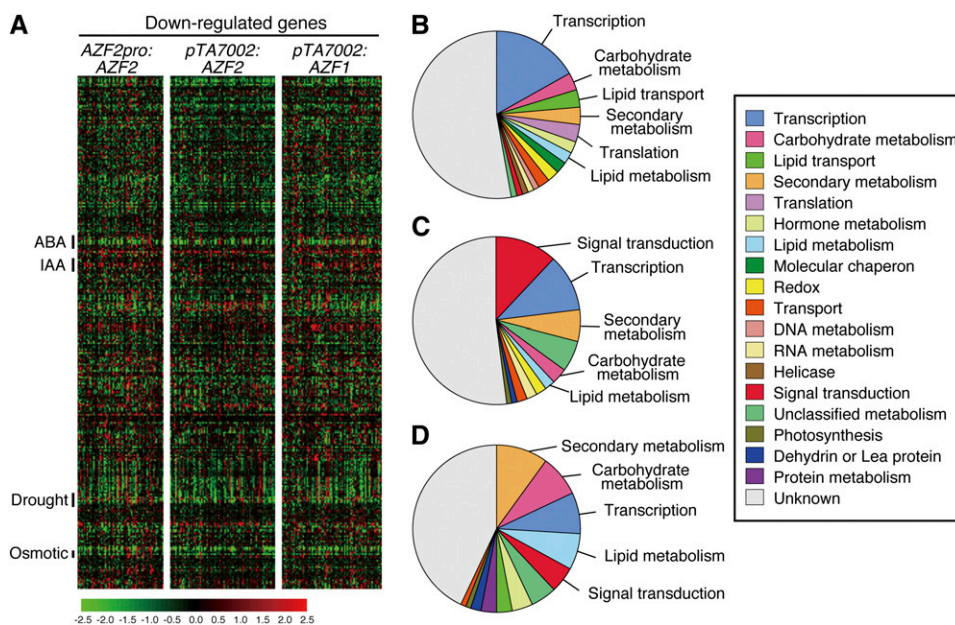 A
Down-regulated genes
AZF2pro:
AZF2
pTA7002:
AZF2
pTA7002:
AZF1
ABA
IAA
Drought
Osmotic
-2.5 -2.0 -1.5 -1.0 -0.5 0.0 0.5 1.0 1.5 2.0 2.5
B
Transcription
Carbohydrate
metabolism
Lipid transport
Secondary
metabolism
Translation
Lipid metabolism
C
Signal transduction
Transcription
Secondary
metabolism
Carbohydrate
metabolism
Lipid metabolism
D
Secondary metabolism
Carbohydrate
metabolism
Transcription
Lipid metabolism
Signal transduction
Transcription
Carbohydrate metabolism
Lipid transport
Secondary metabolism
Translation
Hormone metabolism
Lipid metabolism
Molecular chaperon
Redox
Transport
DNA metabolism
RNA metabolism
Helicase
Signal transduction
Unclassified metabolism
Photosynthesis
Dehydrin or Lea protein
Protein metabolism
Unknown